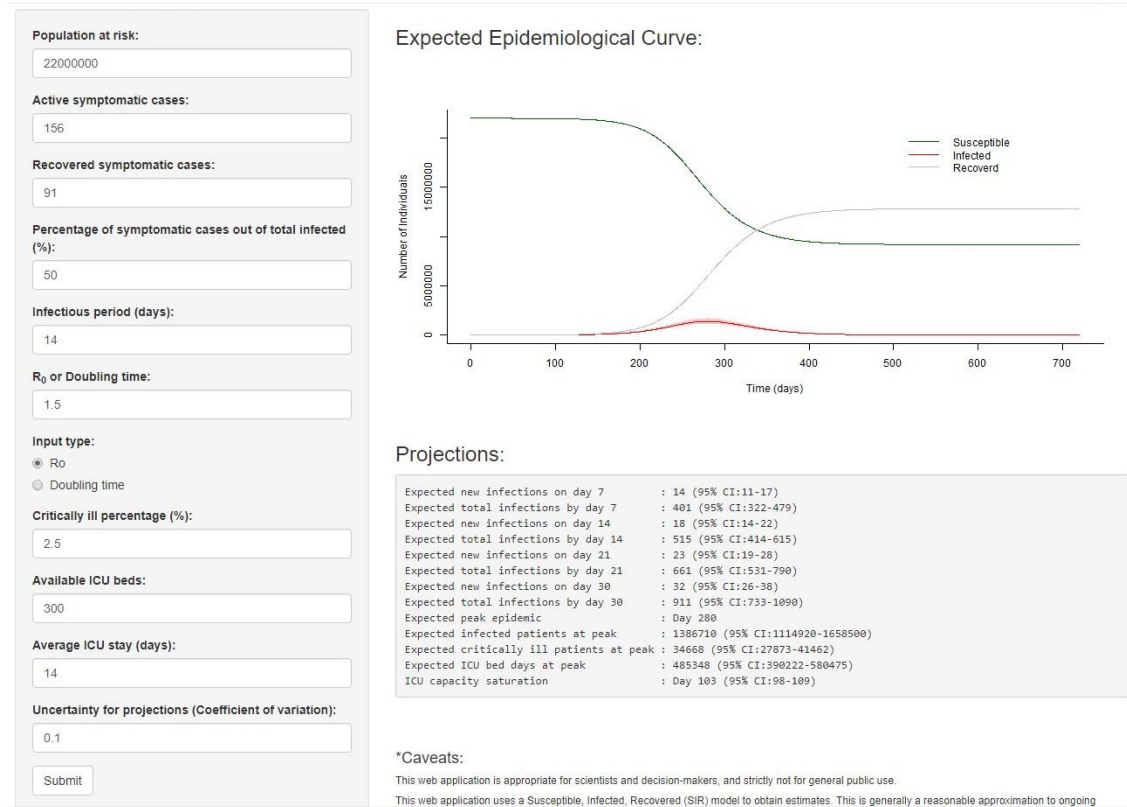 Population at risk:
22000000
Active symptomatic cases:
156
Recovered symptomatic cases:
91
Percentage of symptomatic cases out of total infected
(%):
50
Infectious period (days):
14
R0 or Doubling time:
1.5
Input type:
Ro
Doubling time
Critically ill percentage (%):
2.5
Available ICU beds:
300
Average ICU stay (days):
14
Uncertainty for projections (Coefficient of variation):
0.1
Submit
Expected Epidemiological Curve:
Susceptible
Infected
Recoverd
Number of Individuals
15000000
5000000
0
0 100 200 300 400 500 600 700
Time (days)
Projections:
Expected new infections on day 7 : 14 (95% CI:11-17)
Expected total infections by day 7 : 401 (95% CI:322-479)
Expected new infections on day 14 : 18 (95% CI:14-22)
Expected total infections by day 14 : 515 (95% CI:414-615)
Expected new infections on day 21 : 23 (95% CI:19-28)
Expected total infections by day 21 : 661 (95% CI:531-790)
Expected new infections on day 30 : 32 (95% CI:26-38)
Expected total infections by day 30 : 911 (95% CI:733-1090)
Expected peak epidemic : Day 280
Expected infected patients at peak : 1386710 (95% CI:1114920-1658500)
Expected critically ill patients at peak : 34668 (95% CI:27873-41462)
Expected ICU bed days at peak : 485348 (95% CI:390222-580475)
ICU capacity saturation : Day 103 (95% CI:98-109)
*Caveats:
This web application is appropriate for scientists and decision-makers, and strictly not for general public use.
This web application uses a Susceptible, Infected, Recovered (SIR) model to obtain estimates. This is generally a reasonable approximation to ongoing